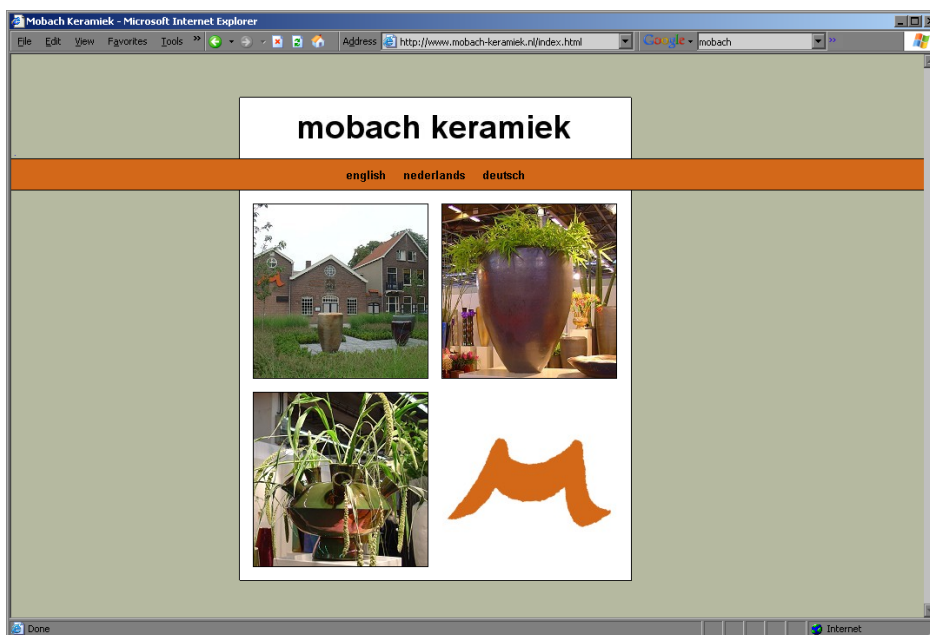 Mobach Keramiek - Microsoft Internet Explorer
File Edit View Favorites Tools » Address http://www.mobach-keramiek.nl/index.html Google mobach »
mobach keramiek
english nederlands deutsch
Done Internet